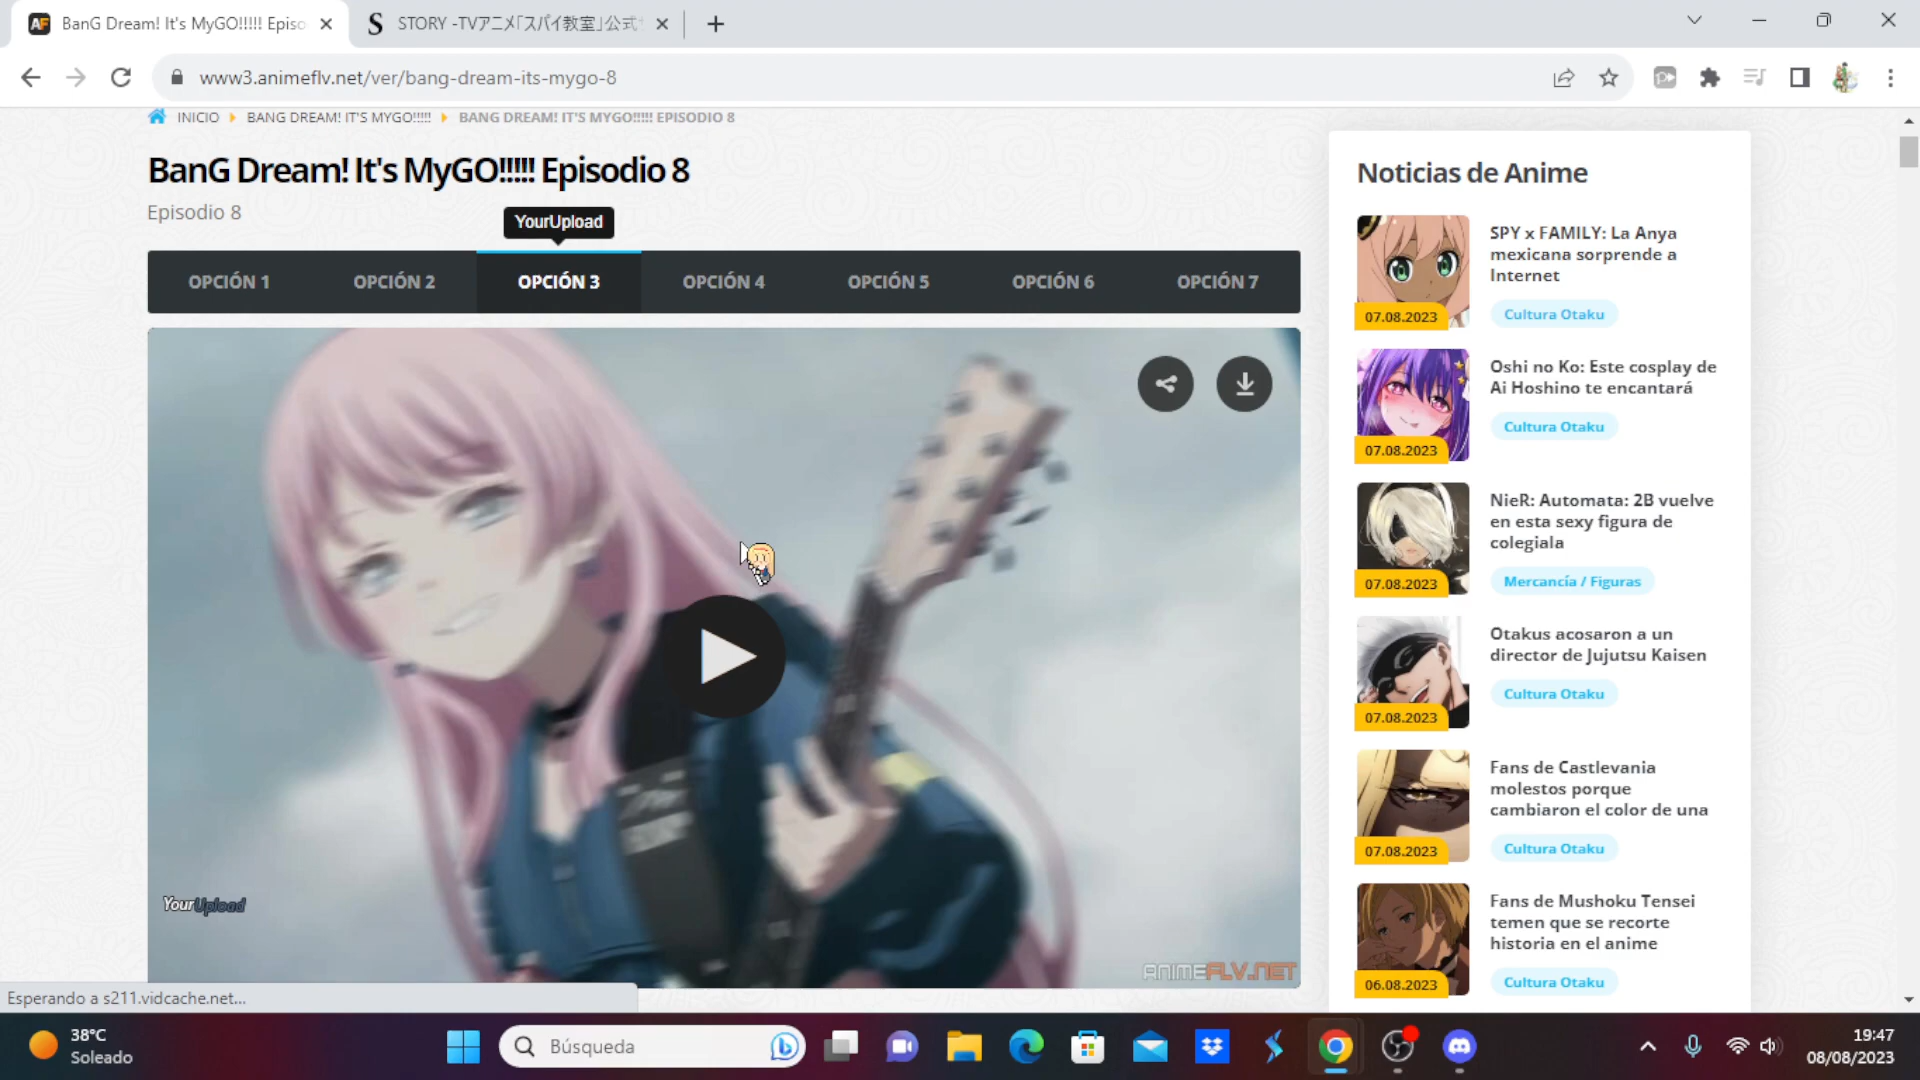 BanG Dream! It's MyGO!!!!! Episo
STORY -TVアニメ「スパイ教室」公式
www3.animeflv.net/ver/bang-dream-its-mygo-8
INICIO BANG DREAM! IT'S MYGO!!!!! BANG DREAM! IT'S MYGO!!!!! EPISODIO 8
BanG Dream! It's MyGO!!!!! Episodio 8
Episodio 8
YourUpload
OPCIÓN 1 OPCIÓN 2 OPCIÓN 3 OPCIÓN 4 OPCIÓN 5 OPCIÓN 6 OPCIÓN 7
YourUpload
ANIMEFLV.NET
Noticias de Anime
SPY x FAMILY: La Anya
mexicana sorprende a
Internet
Cultura Otaku
07.08.2023
Oshi no Ko: Este cosplay de
Ai Hoshino te encantará
Cultura Otaku
07.08.2023
NieR: Automata: 2B vuelve
en esta sexy figura de
colegiala
Mercancía / Figuras
07.08.2023
Otakus acosaron a un
director de Jujutsu Kaisen
Cultura Otaku
07.08.2023
Fans de Castlevania
molestos porque
cambiaron el color de una
Cultura Otaku
07.08.2023
Fans de Mushoku Tensei
temen que se recorte
historia en el anime
Cultura Otaku
06.08.2023
Esperando a s211.vidcache.net...
38°C
Soleado
Búsqueda
19:47
08/08/2023